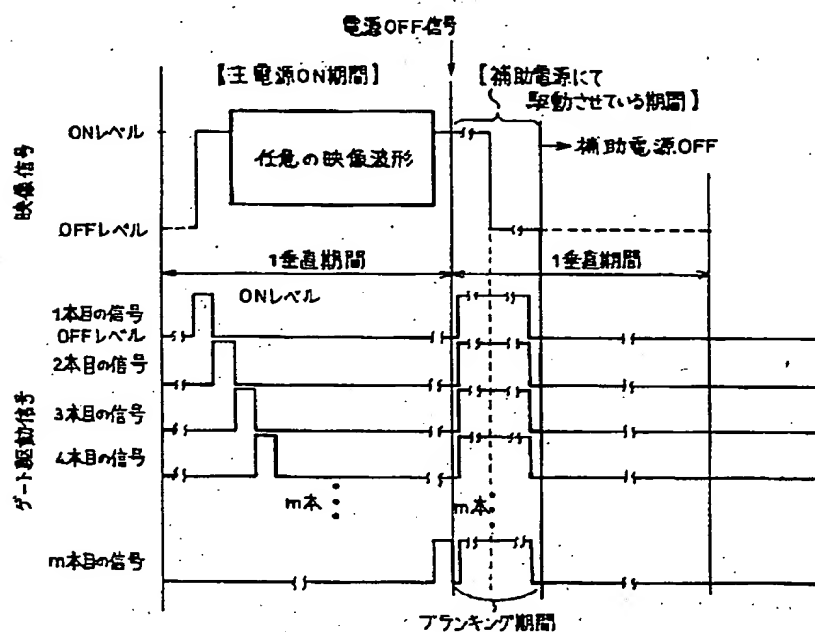 電源OFF信号
【主電源ON期間】
【補助電源にて
駆動させている期間】
ONレベル
任意の映像波形
補助電源OFF
映像信号
OFFレベル
1垂直期間
1垂直期間
ONレベル
1本目の信号
OFFレベル
2本目の信号
3本目の信号
4本目の信号
ゲート駆動信号
m本
m本
m本目の信号
ブランキング期間